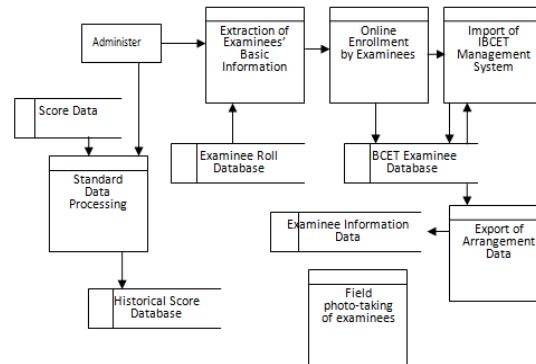 Administer
Extraction of
Examinees'
Basic
Information
Online
Enrollment
by Examinees
Import of
IBCET
Management
System
Score Data
Examinee Roll
Database
BCET Examinee
Database
Standard
Data
Processing
Examinee Information
Data
Export of
Arrangement
Data
Historical Score
Database
Field
photo-taking
of examinees